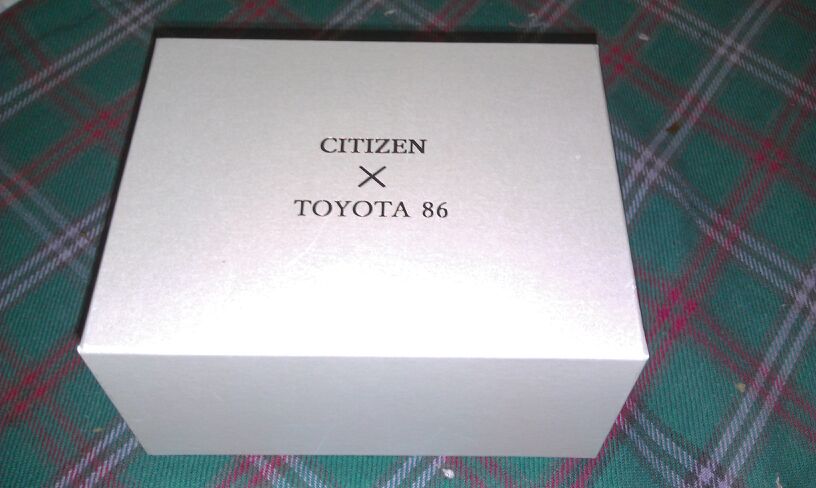 CITIZEN
×
TOYOTA 86